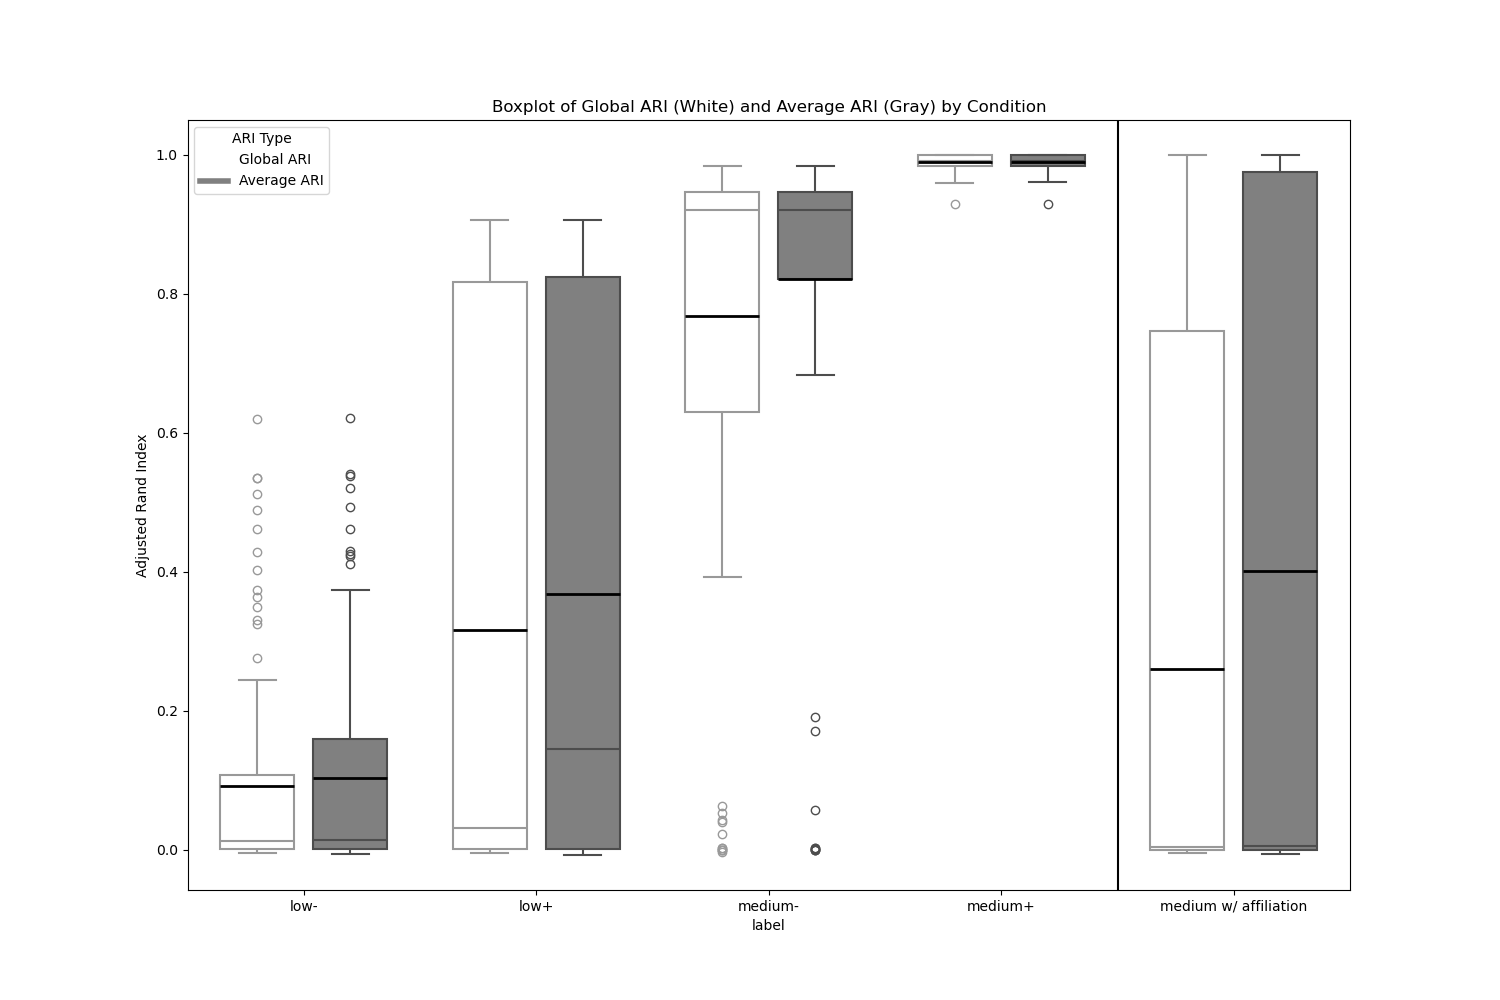 Boxplot of Global ARI (White) and Average ARI (Gray) by Condition
ARI Type
Global ARI
Average ARI
1.0
0.8
0.6
0.4
0.2
0.0
Adjusted Rand Index
low-
low+
medium-
medium+
medium w/ affiliation
label